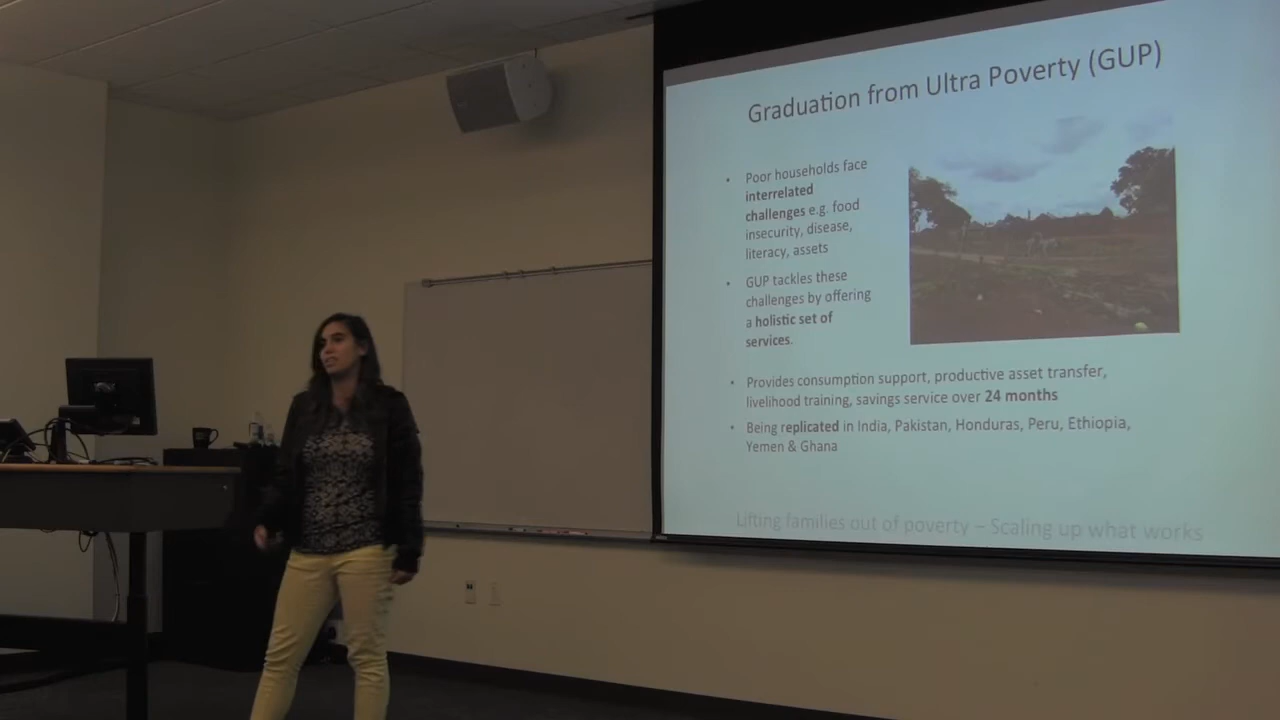 Graduation from Ultra Poverty (GUP)
• Poor households face
interrelated
challenges e.g. food
insecurity, disease,
literacy, assets
• GUP tackles these
challenges by offering
a holistic set of
services.
• Provides consumption support, productive asset transfer,
livelihood training, savings service over 24 months
• Being replicated in India, Pakistan, Honduras, Peru, Ethiopia,
Yemen & Ghana
Lifting families out of poverty – Scaling up what works